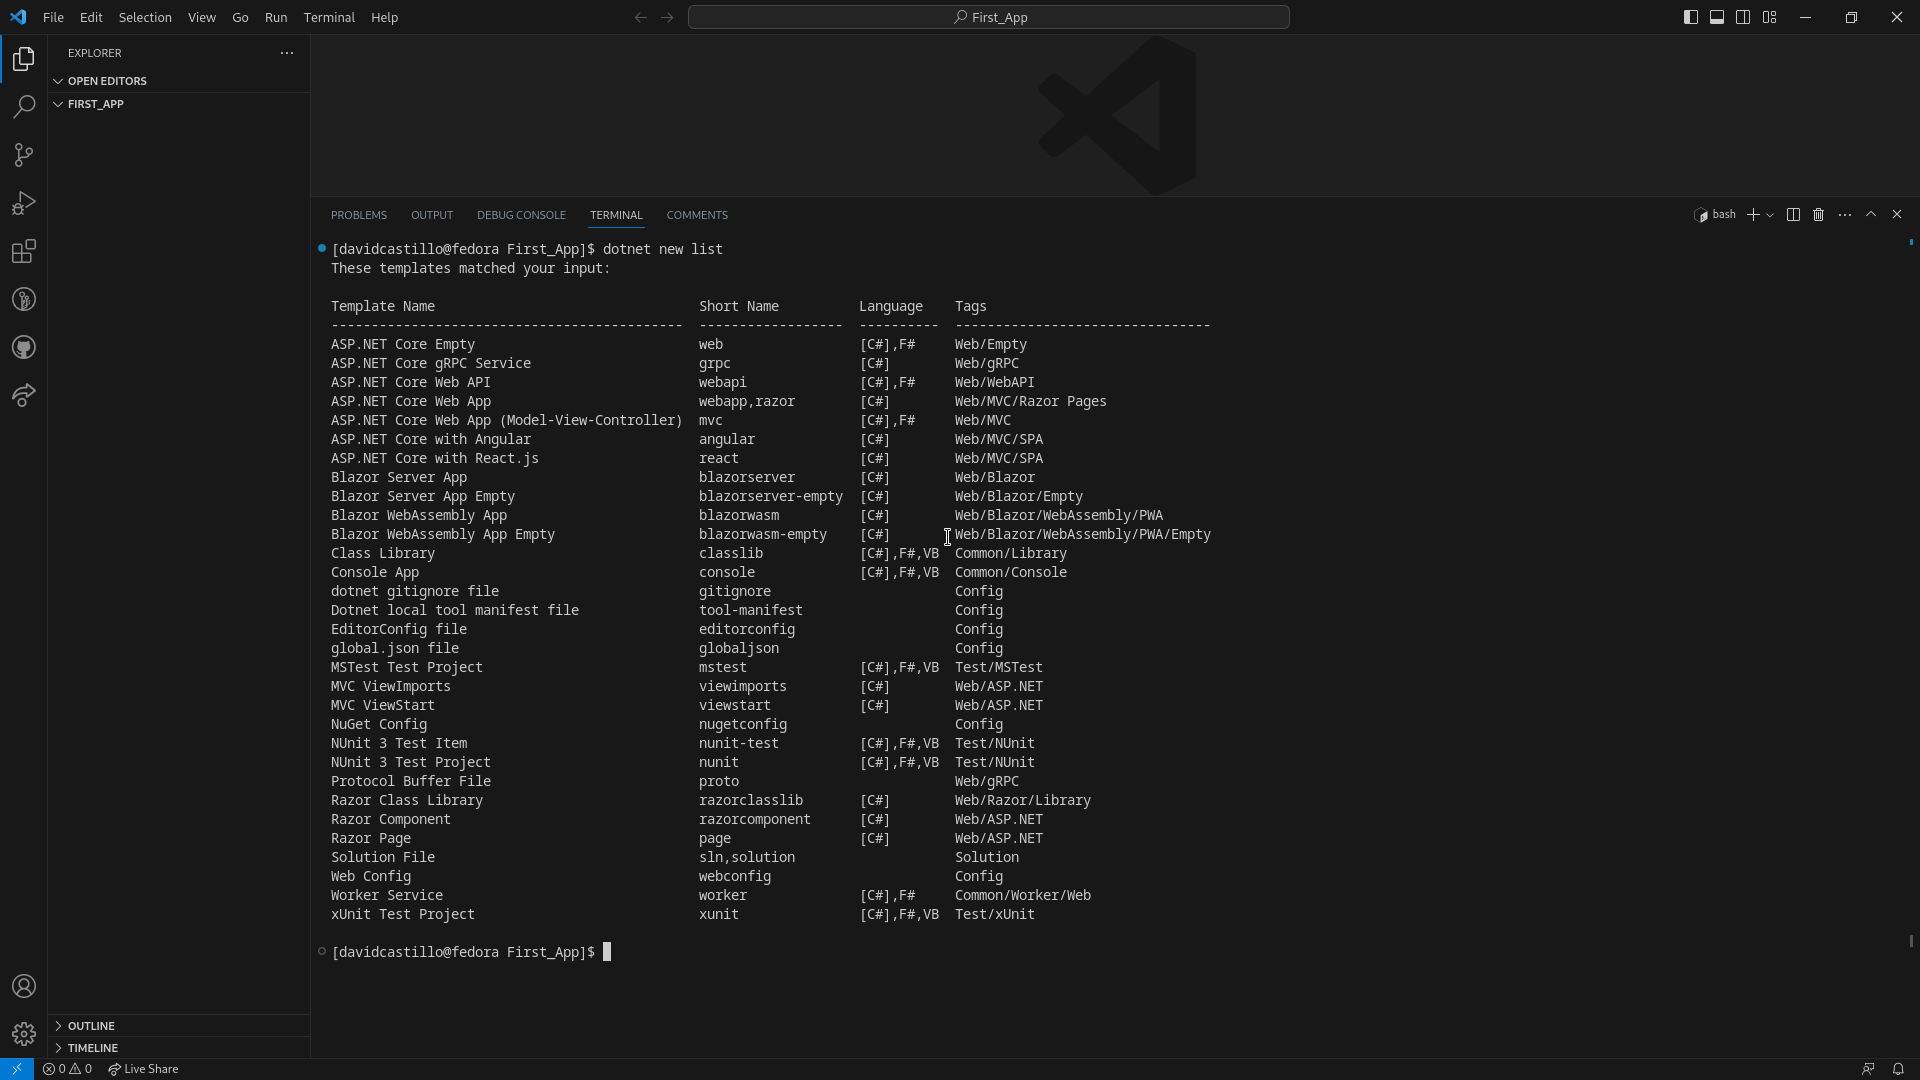 File Edit Selection View Go Run Terminal Help First_App
EXPLORER
OPEN EDITORS
FIRST_APP
PROBLEMS OUTPUT DEBUG CONSOLE TERMINAL COMMENTS bash
[davidcastillo@fedora First_App]$ dotnet new list
These templates matched your input:
Template Name Short Name Language Tags
-------------------------------------------- ------------------ ---------- --------------------------------
ASP.NET Core Empty web [C#],F# Web/Empty
ASP.NET Core gRPC Service grpc [C#] Web/gRPC
ASP.NET Core Web API webapi [C#],F# Web/WebAPI
ASP.NET Core Web App webapp,razor [C#] Web/MVC/Razor Pages
ASP.NET Core Web App (Model-View-Controller) mvc [C#],F# Web/MVC
ASP.NET Core with Angular angular [C#] Web/MVC/SPA
ASP.NET Core with React.js react [C#] Web/MVC/SPA
Blazor Server App blazorserver [C#] Web/Blazor
Blazor Server App Empty blazorserver-empty [C#] Web/Blazor/Empty
Blazor WebAssembly App blazorwasm [C#] Web/Blazor/WebAssembly/PWA
Blazor WebAssembly App Empty blazorwasm-empty [C#] Web/Blazor/WebAssembly/PWA/Empty
Class Library classlib [C#],F#,VB Common/Library
Console App console [C#],F#,VB Common/Console
dotnet gitignore file gitignore Config
Dotnet local tool manifest file tool-manifest Config
EditorConfig file editorconfig Config
global.json file globaljson Config
MSTest Test Project mstest [C#],F#,VB Test/MSTest
MVC ViewImports viewimports [C#] Web/ASP.NET
MVC ViewStart viewstart [C#] Web/ASP.NET
NuGet Config nugetconfig Config
NUnit 3 Test Item nunit-test [C#],F#,VB Test/NUnit
NUnit 3 Test Project nunit [C#],F#,VB Test/NUnit
Protocol Buffer File proto Web/gRPC
Razor Class Library razorclasslib [C#] Web/Razor/Library
Razor Component razorcomponent [C#] Web/ASP.NET
Razor Page page [C#] Web/ASP.NET
Solution File sln,solution Solution
Web Config webconfig Config
Worker Service worker [C#],F# Common/Worker/Web
xUnit Test Project xunit [C#],F#,VB Test/xUnit
[davidcastillo@fedora First_App]$
OUTLINE
TIMELINE
0 0 Live Share